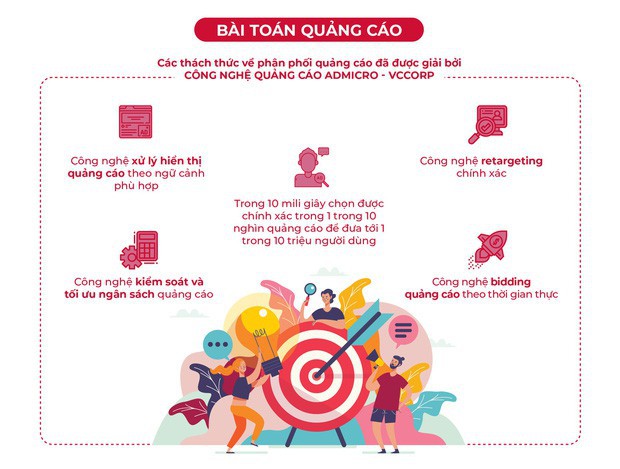 BÀI TOÁN QUẢNG CÁO
Các thách thức về phân phối quảng cáo đã được giải bởi
CÔNG NGHỆ QUẢNG CÁO ADMICRO - VCCORP
AD
Công nghệ xử lý hiển thị
quảng cáo theo ngữ cảnh
phù hợp
AD
Trong 10 mili giây chọn được
chính xác trong 1 trong 10
nghìn quảng cáo để đưa tới 1
trong 10 triệu người dùng
Công nghệ retargeting
chính xác
Công nghệ kiểm soát và
tối ưu ngân sách quảng cáo
Công nghệ bidding
quảng cáo theo thời gian thực